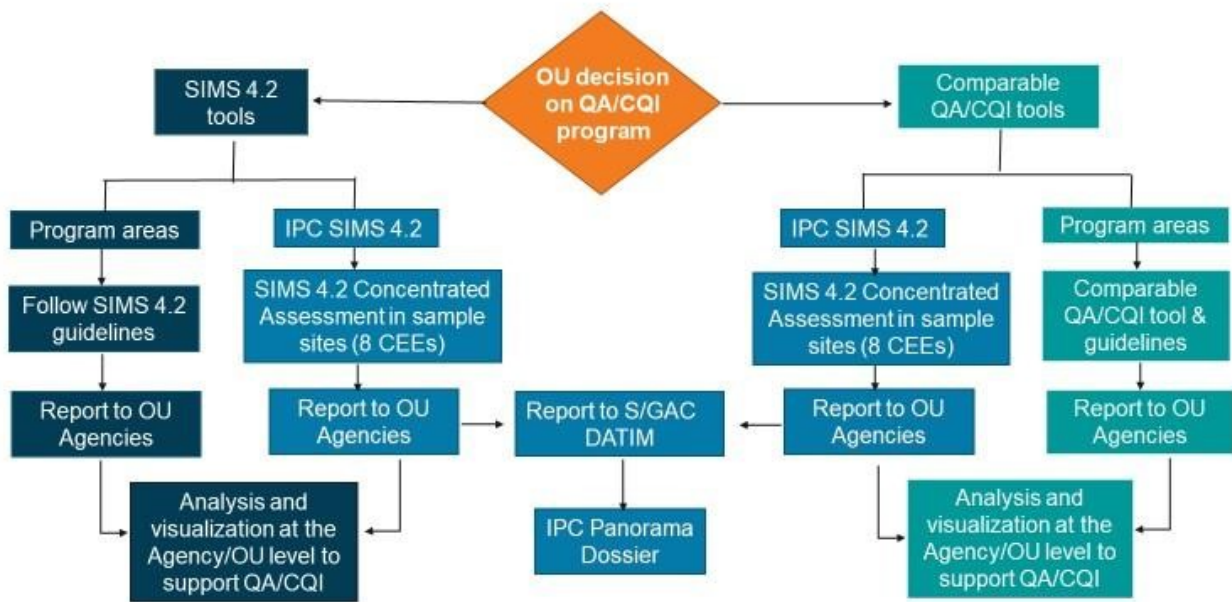 OU decision
on QA/CQI
program
SIMS 4.2
tools
Comparable
QA/CQI tools
Program areas
IPC SIMS 4.2
IPC SIMS 4.2
Program areas
Follow SIMS 4.2
guidelines
SIMS 4.2 Concentrated
Assessment in sample
sites (8 CEEs)
SIMS 4.2 Concentrated
Assessment in sample
sites (8 CEEs)
Comparable
QA/CQI tool &
guidelines
Report to OU
Agencies
Report to OU
Agencies
Report to S/GAC
DATIM
Report to OU
Agencies
Report to OU
Agencies
Analysis and
visualization at the
Agency/OU level to
support QA/CQI
IPC Panorama
Dossier
Analysis and
visualization at the
Agency/OU level to
support QA/CQI